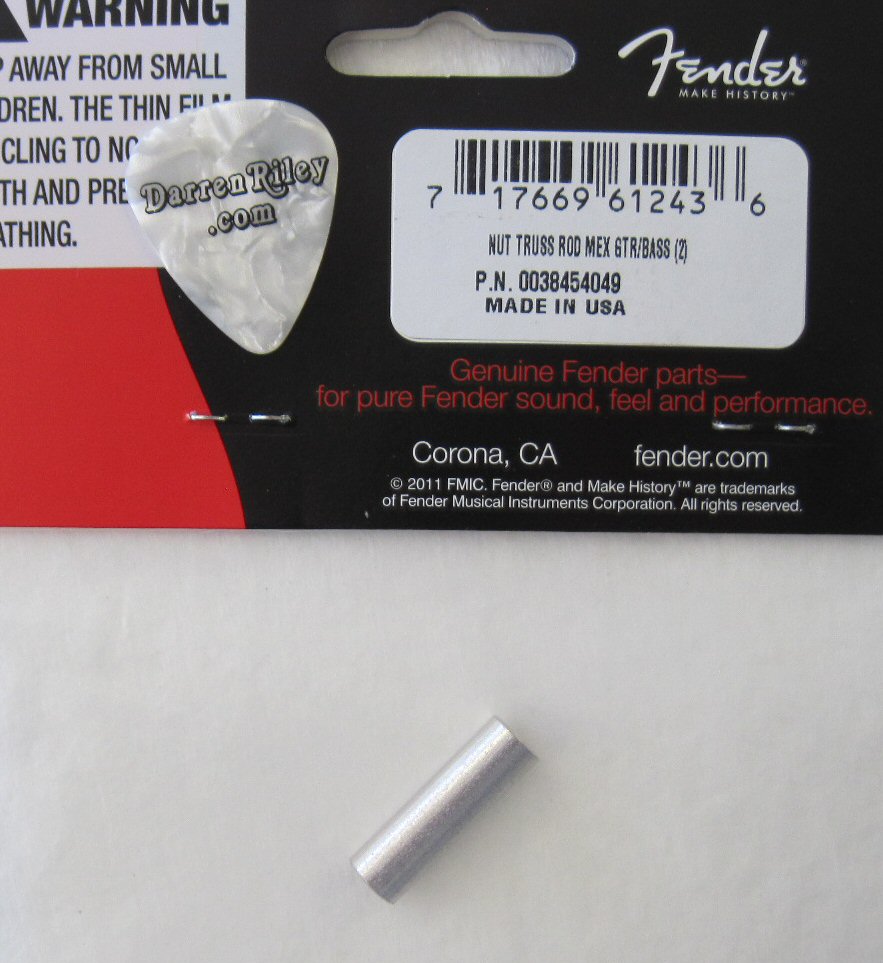 WARNING
AWAY FROM SMALL
DREN. THE THIN FILM
CLING TO
TH AND PRE
ATHING.
Darren Riley
.com
Fender®
MAKE HISTORY™
7 17669 61243 6
NUT TRUSS ROD MEX GTR/BASS (2)
P.N. 0038454049
MADE IN USA
Genuine Fender parts—
for pure Fender sound, feel and performance.
Corona, CA fender.com
© 2011 FMIC. Fender® and Make History™ are trademarks
of Fender Musical Instruments Corporation. All rights reserved.